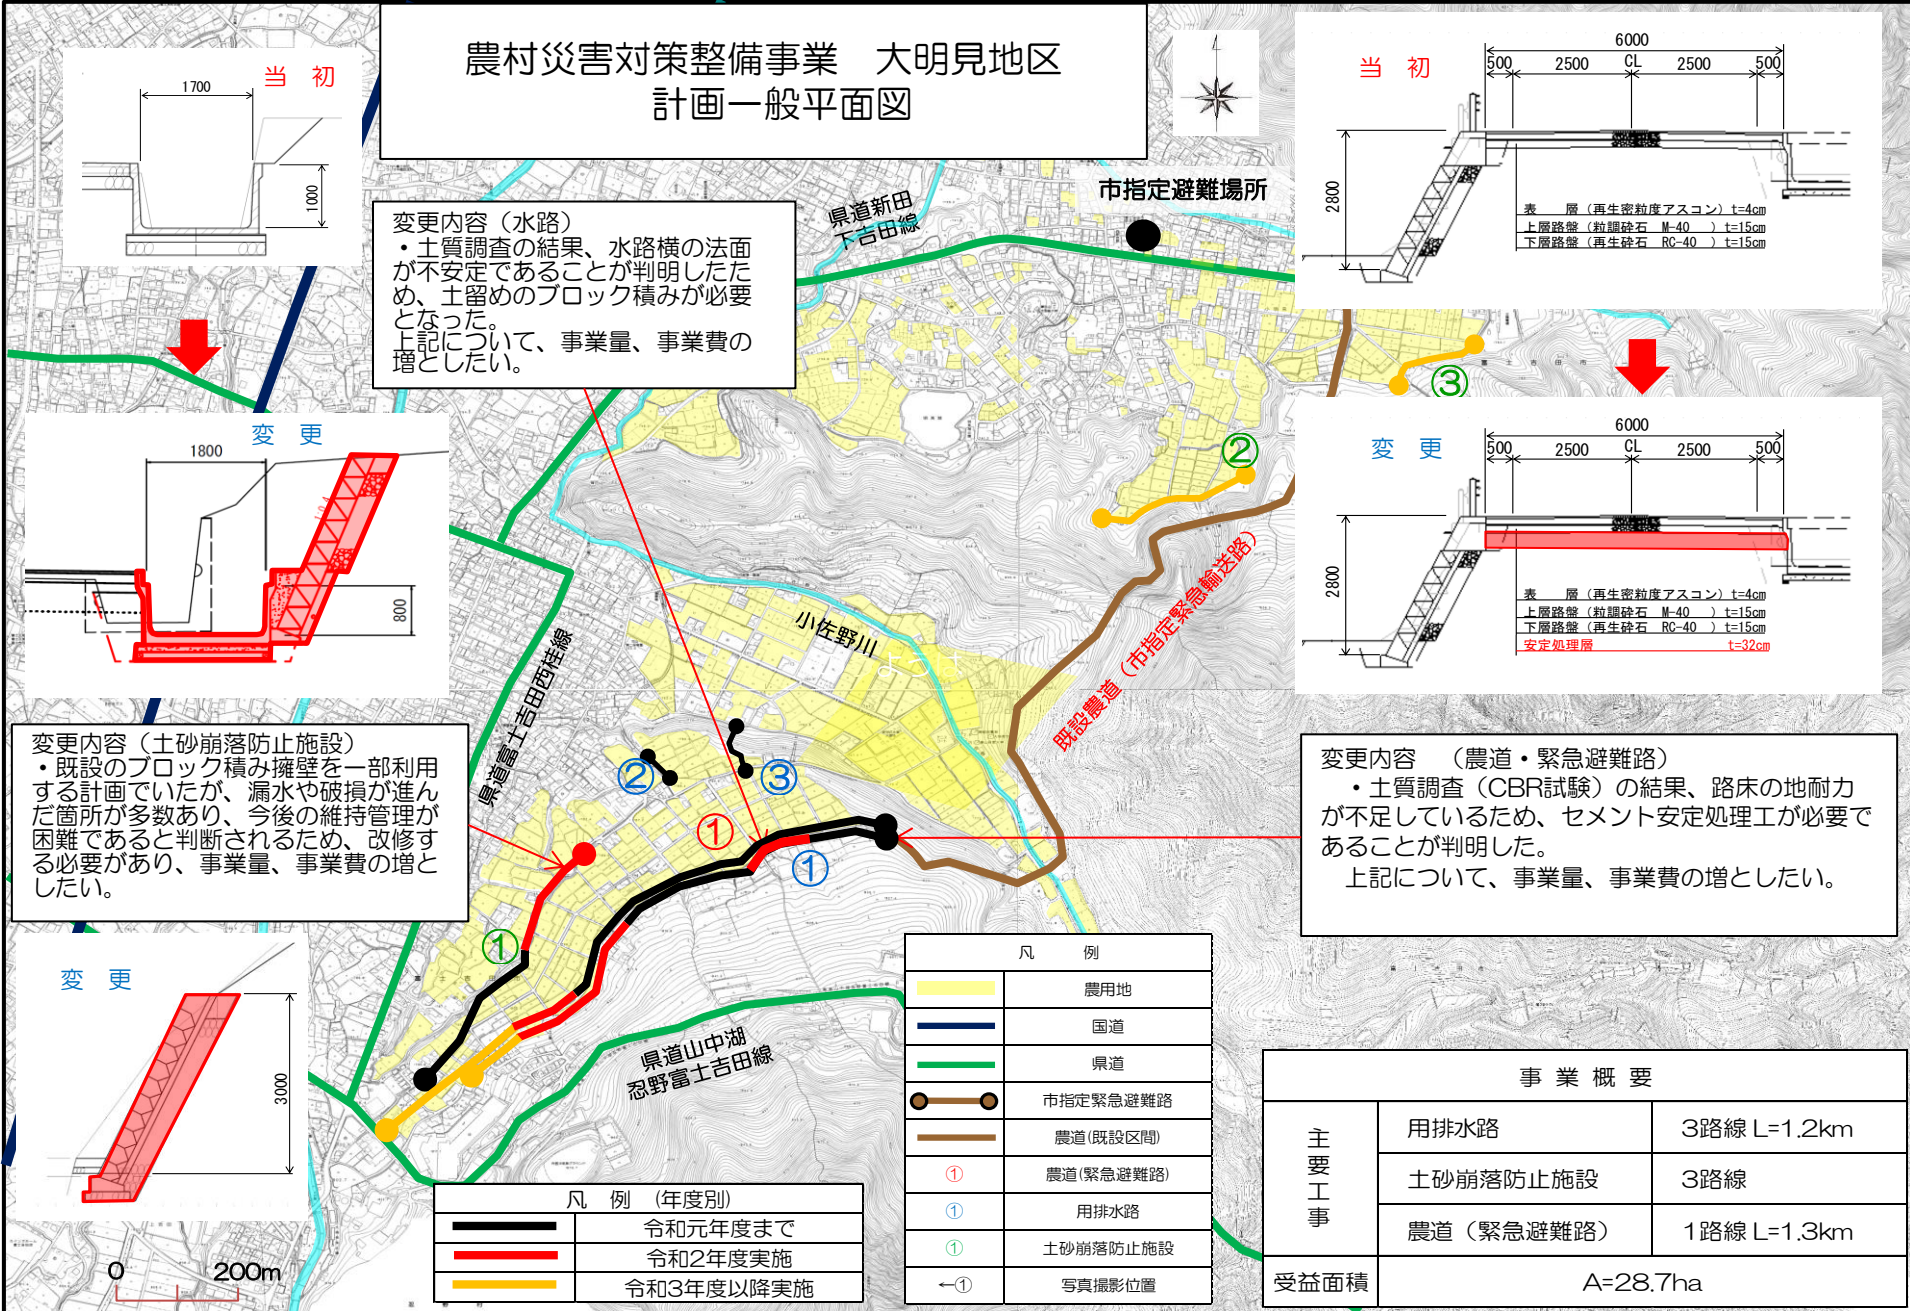 農村災害対策整備事業　大明見地区
計画一般平面図
当　初
1700
1000
変更内容（水路）
・土質調査の結果、水路横の法面
が不安定であることが判明したた
め、土留めのブロック積みが必要
となった。
上記について、事業量、事業費の
増としたい。
県道新田
下吉田線
市指定避難場所
当　初
6000
500 2500 CL 2500 500
2800
表　　層（再生密粒度アスコン）t=4cm
上層路盤（粒調砕石　M-40　）t=15cm
下層路盤（再生砕石　RC-40　）t=15cm
③
②
変　更
1800
800
変　更
6000
500 2500 CL 2500 500
2800
表　　層（再生密粒度アスコン）t=4cm
上層路盤（粒調砕石　M-40　）t=15cm
下層路盤（再生砕石　RC-40　）t=15cm
安定処理層　t=32cm
小佐野川
既設農道（市指定緊急輸送路）
県道富士吉田西桂線
変更内容（土砂崩落防止施設）
・既設のブロック積み擁壁を一部利用
する計画でいたが、漏水や破損が進ん
だ箇所が多数あり、今後の維持管理が
困難であると判断されるため、改修す
る必要があり、事業量、事業費の増と
したい。
②
③
①
①
①
変更内容　（農道・緊急避難路）
・土質調査（CBR試験）の結果、路床の地耐力
が不足しているため、セメント安定処理工が必要で
あることが判明した。
上記について、事業量、事業費の増としたい。
変　更
3000
県道山中湖
忍野富士吉田線
0　200m
凡　例　（年度別）
令和元年度まで
令和2年度実施
令和3年度以降実施
凡　例
農用地
国道
県道
市指定緊急避難路
農道(既設区間)
① 農道(緊急避難路)
① 用排水路
① 土砂崩落防止施設
←① 写真撮影位置
事 業 概 要
主要工事
用排水路　3路線 L=1.2km
土砂崩落防止施設　3路線
農道（緊急避難路）　1路線 L=1.3km
受益面積　A=28.7ha